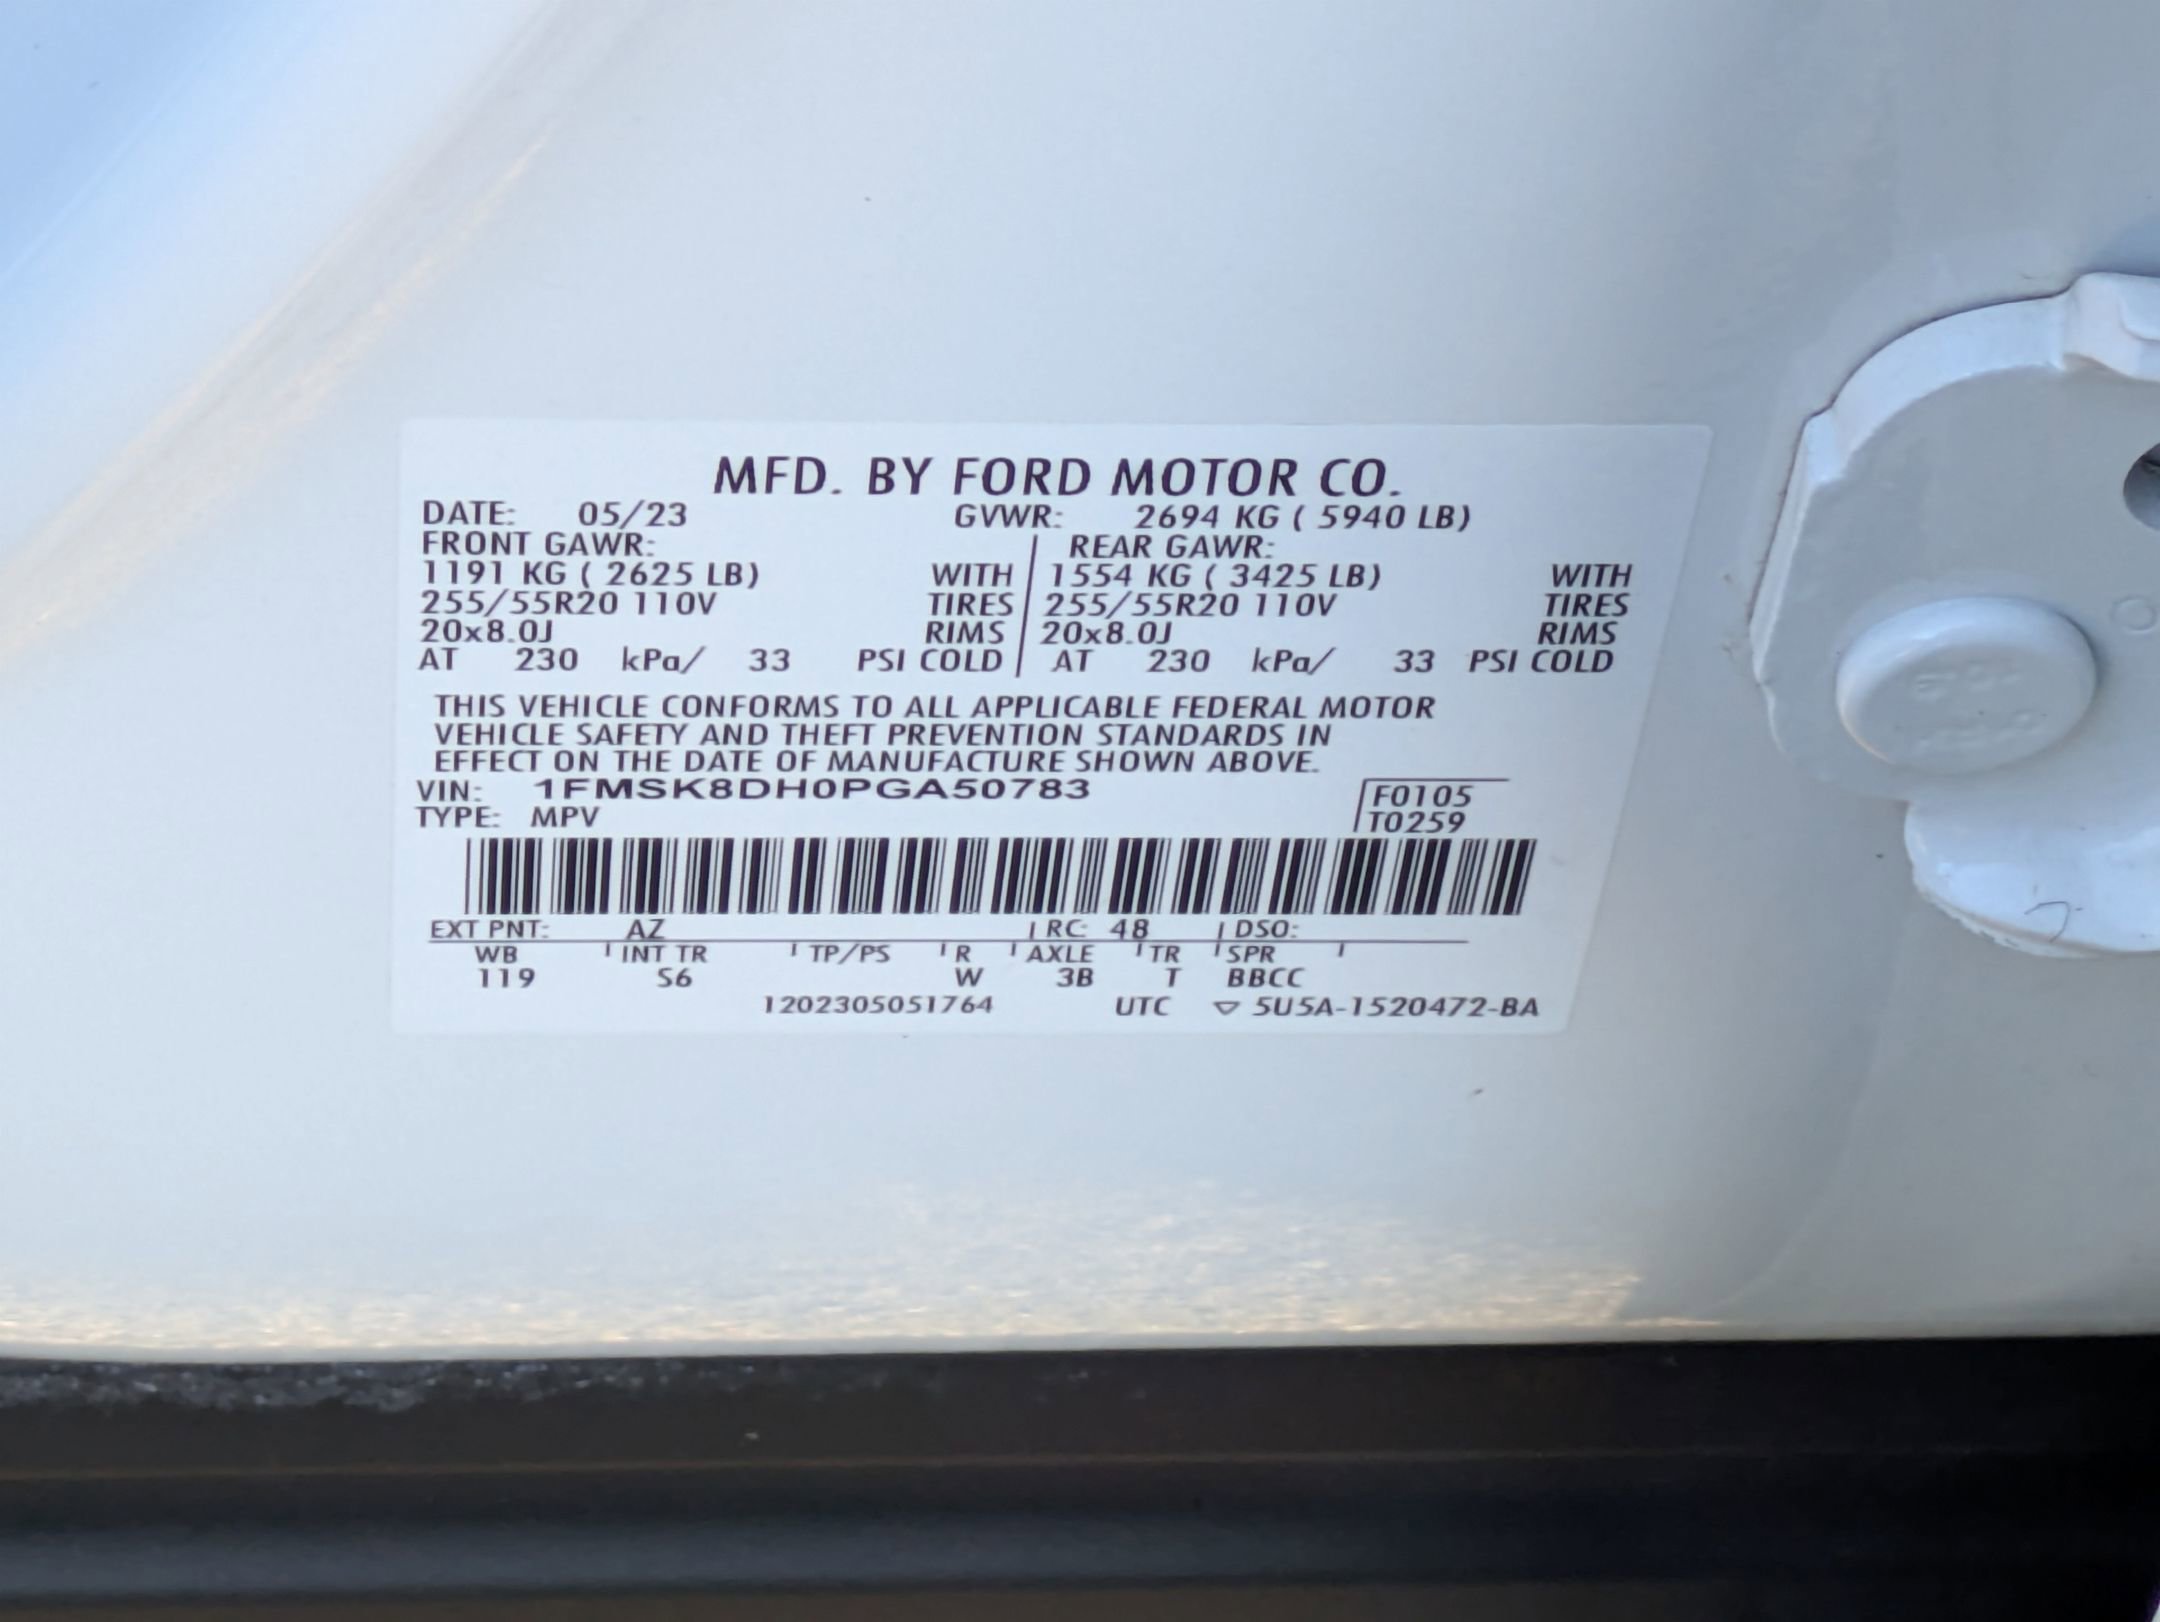 MFD. BY FORD MOTOR CO.
DATE: 05/23 GVWR: 2694 KG ( 5940 LB)
FRONT GAWR: REAR GAWR:
1191 KG ( 2625 LB) WITH 1554 KG ( 3425 LB) WITH
255/55R20 110V TIRES 255/55R20 110V TIRES
20x8.0J RIMS 20x8.0J RIMS
AT 230 kPa/ 33 PSI COLD AT 230 kPa/ 33 PSI COLD
THIS VEHICLE CONFORMS TO ALL APPLICABLE FEDERAL MOTOR
VEHICLE SAFETY AND THEFT PREVENTION STANDARDS IN
EFFECT ON THE DATE OF MANUFACTURE SHOWN ABOVE.
VIN: 1FMSK8DH0PGA50783
F0105
TYPE: MPV
T0259
EXT PNT: AZ RC: 48 DSO:
WB INT TR TP/PS R AXLE TR SPR
119 S6 W 3B T BBCC
1202305051764 UTC ▽ 5U5A-1520472-BA